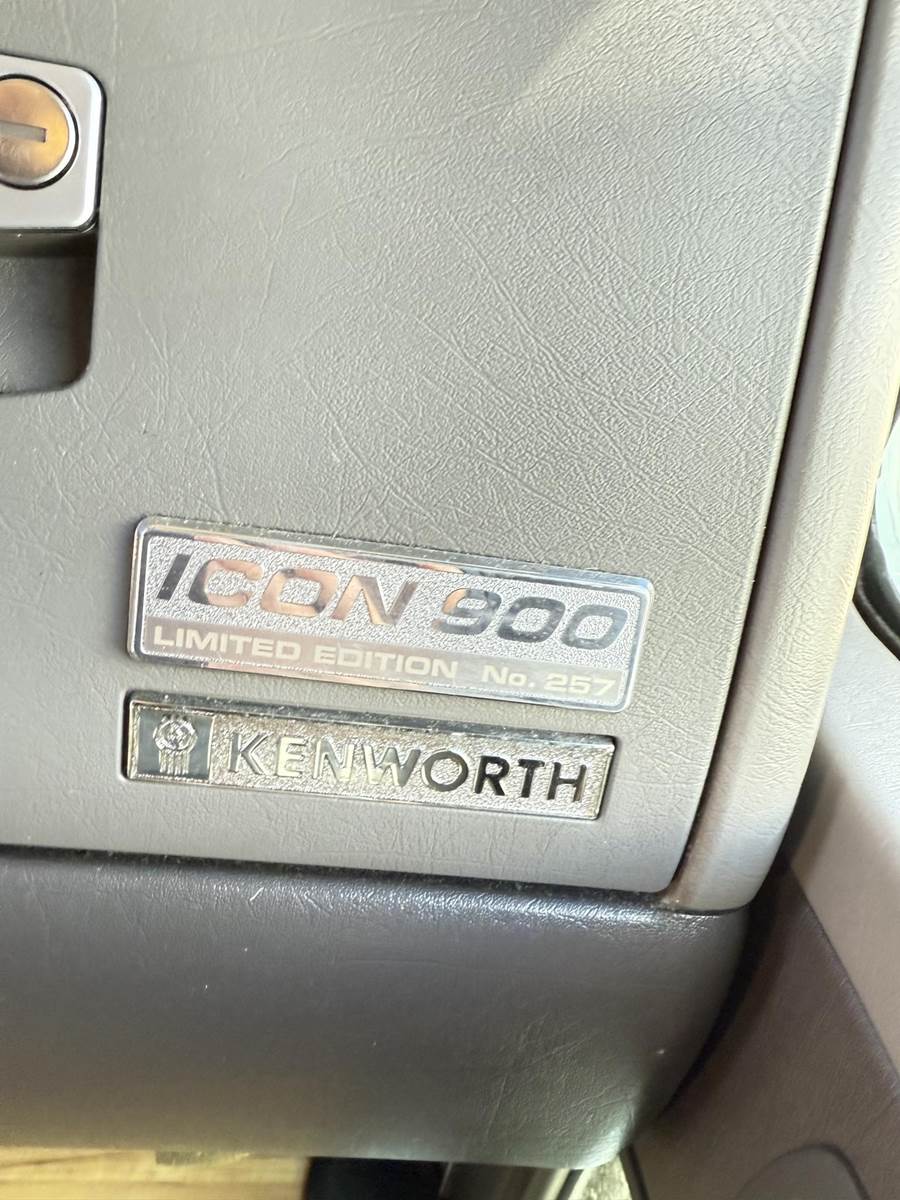 ICON 900
LIMITED EDITION No. 257
KENWORTH